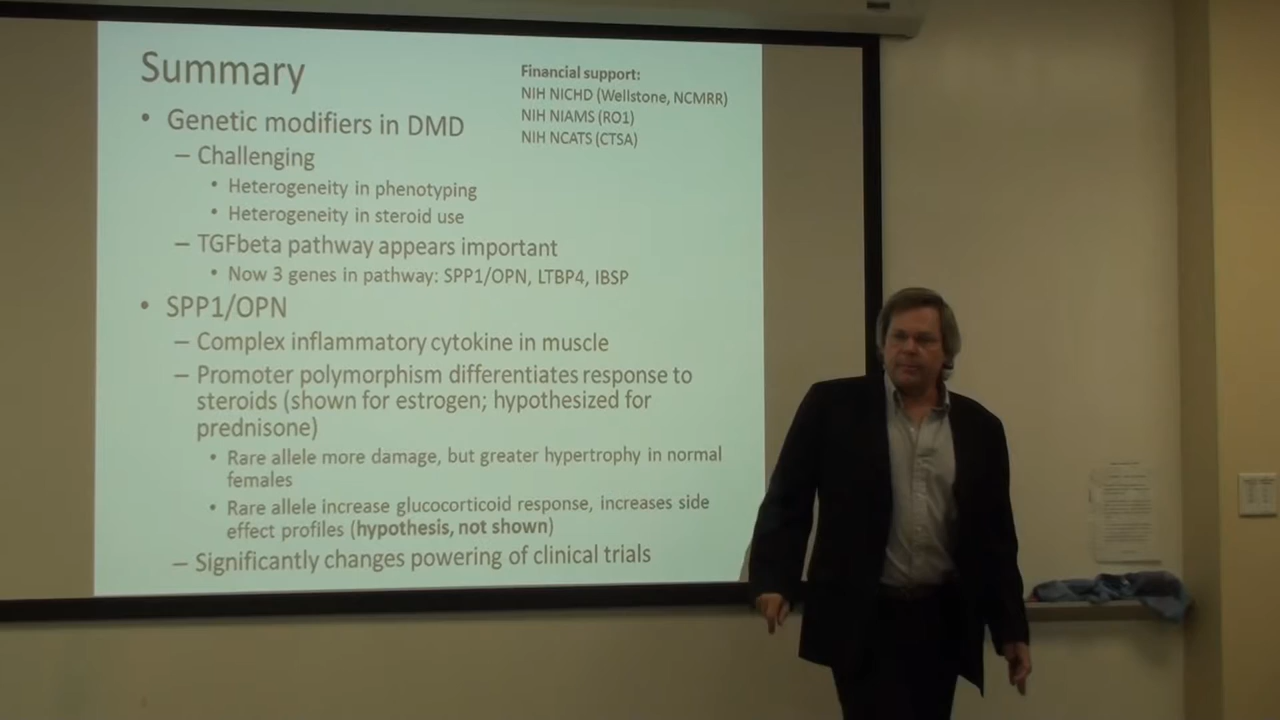 Summary
Financial support:
NIH NICHD (Wellstone, NCMRR)
NIH NIAMS (RO1)
NIH NCATS (CTSA)
• Genetic modifiers in DMD
– Challenging
• Heterogeneity in phenotyping
• Heterogeneity in steroid use
– TGFbeta pathway appears important
• Now 3 genes in pathway: SPP1/OPN, LTBP4, IBSP
• SPP1/OPN
– Complex inflammatory cytokine in muscle
– Promoter polymorphism differentiates response to
steroids (shown for estrogen; hypothesized for
prednisone)
• Rare allele more damage, but greater hypertrophy in normal
females
• Rare allele increase glucocorticoid response, increases side
effect profiles (hypothesis, not shown)
– Significantly changes powering of clinical trials